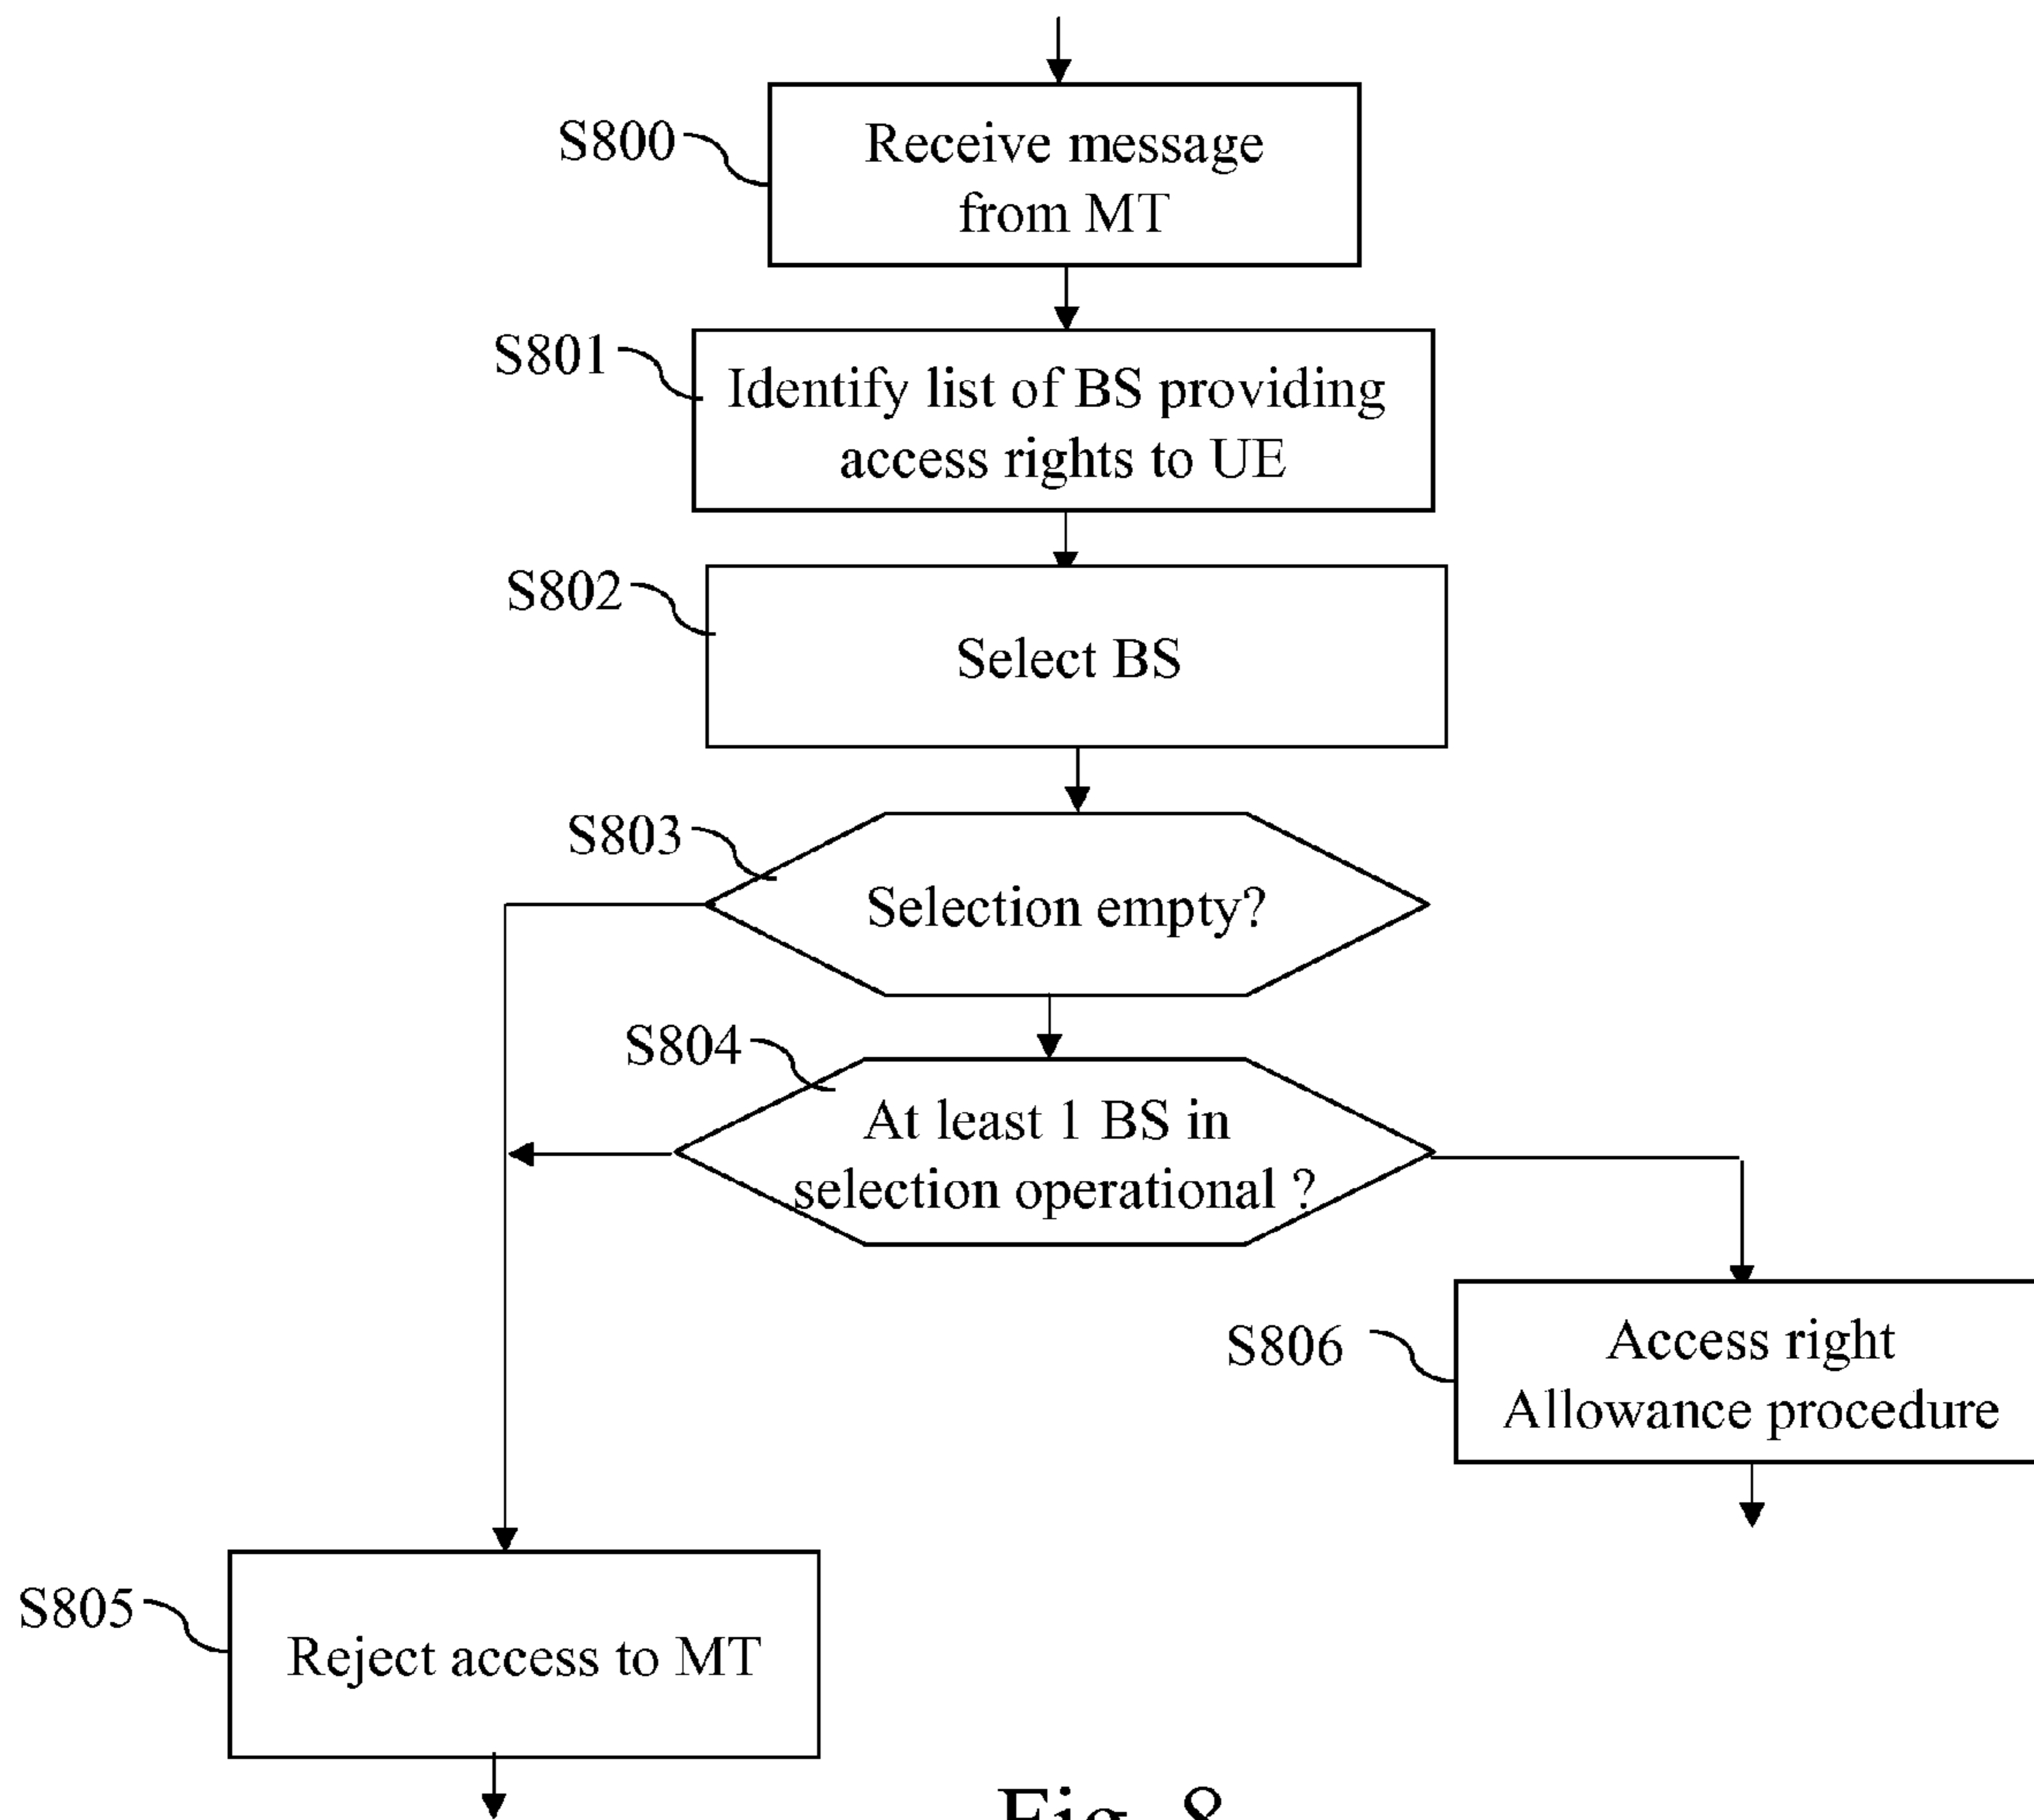 S800
Receive message
from MT
S801
Identify list of BS providing
access rights to UE
S802
Select BS
S803
Selection empty?
S804
At least 1 BS in
selection operational ?
S806
Access right
Allowance procedure
S805
Reject access to MT
Fig. 8